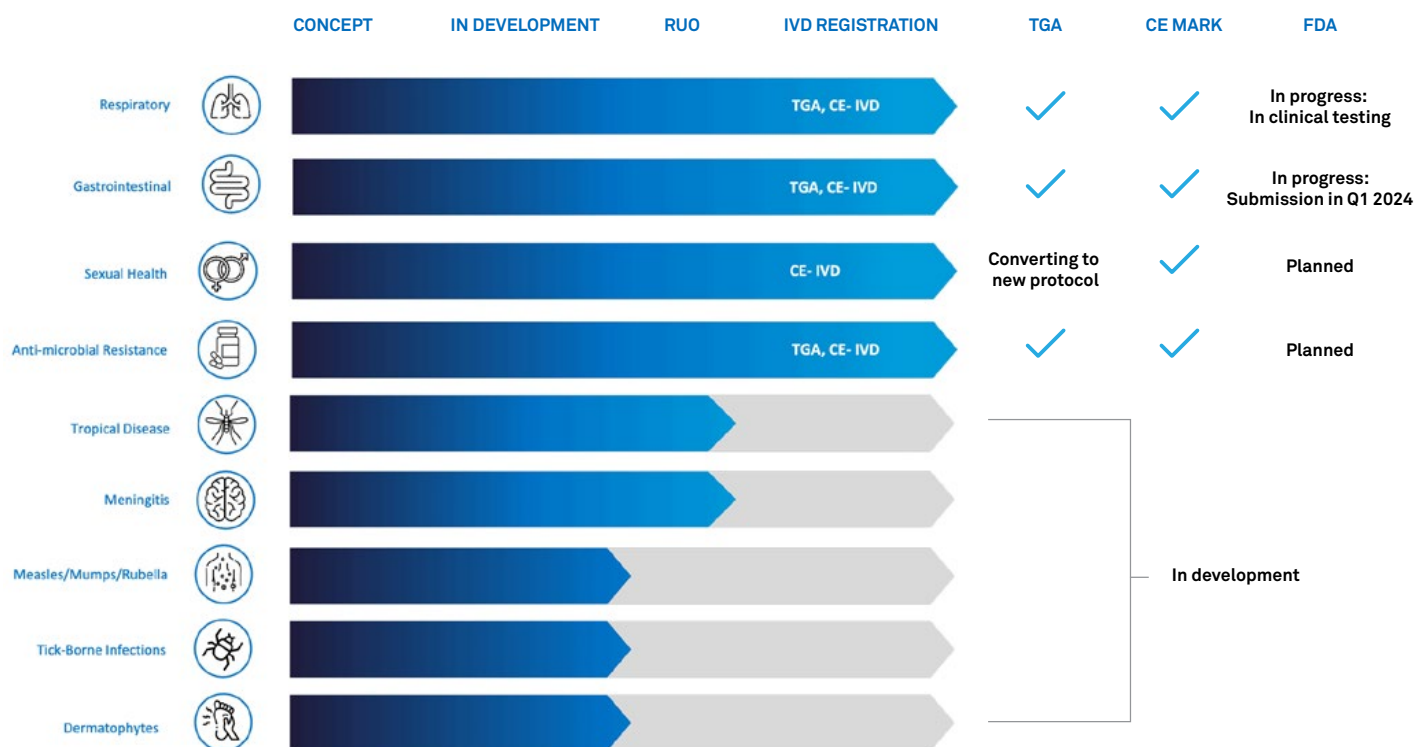 CONCEPT IN DEVELOPMENT RUO IVD REGISTRATION TGA CE MARK FDA
Respiratory
TGA, CE- IVD
In progress:
In clinical testing
Gastrointestinal
TGA, CE- IVD
In progress:
Submission in Q1 2024
Sexual Health
CE- IVD
Converting to
new protocol
Planned
Anti-microbial Resistance
TGA, CE- IVD
Planned
Tropical Disease
Meningitis
Measles/Mumps/Rubella
In development
Tick-Borne Infections
Dermatophytes